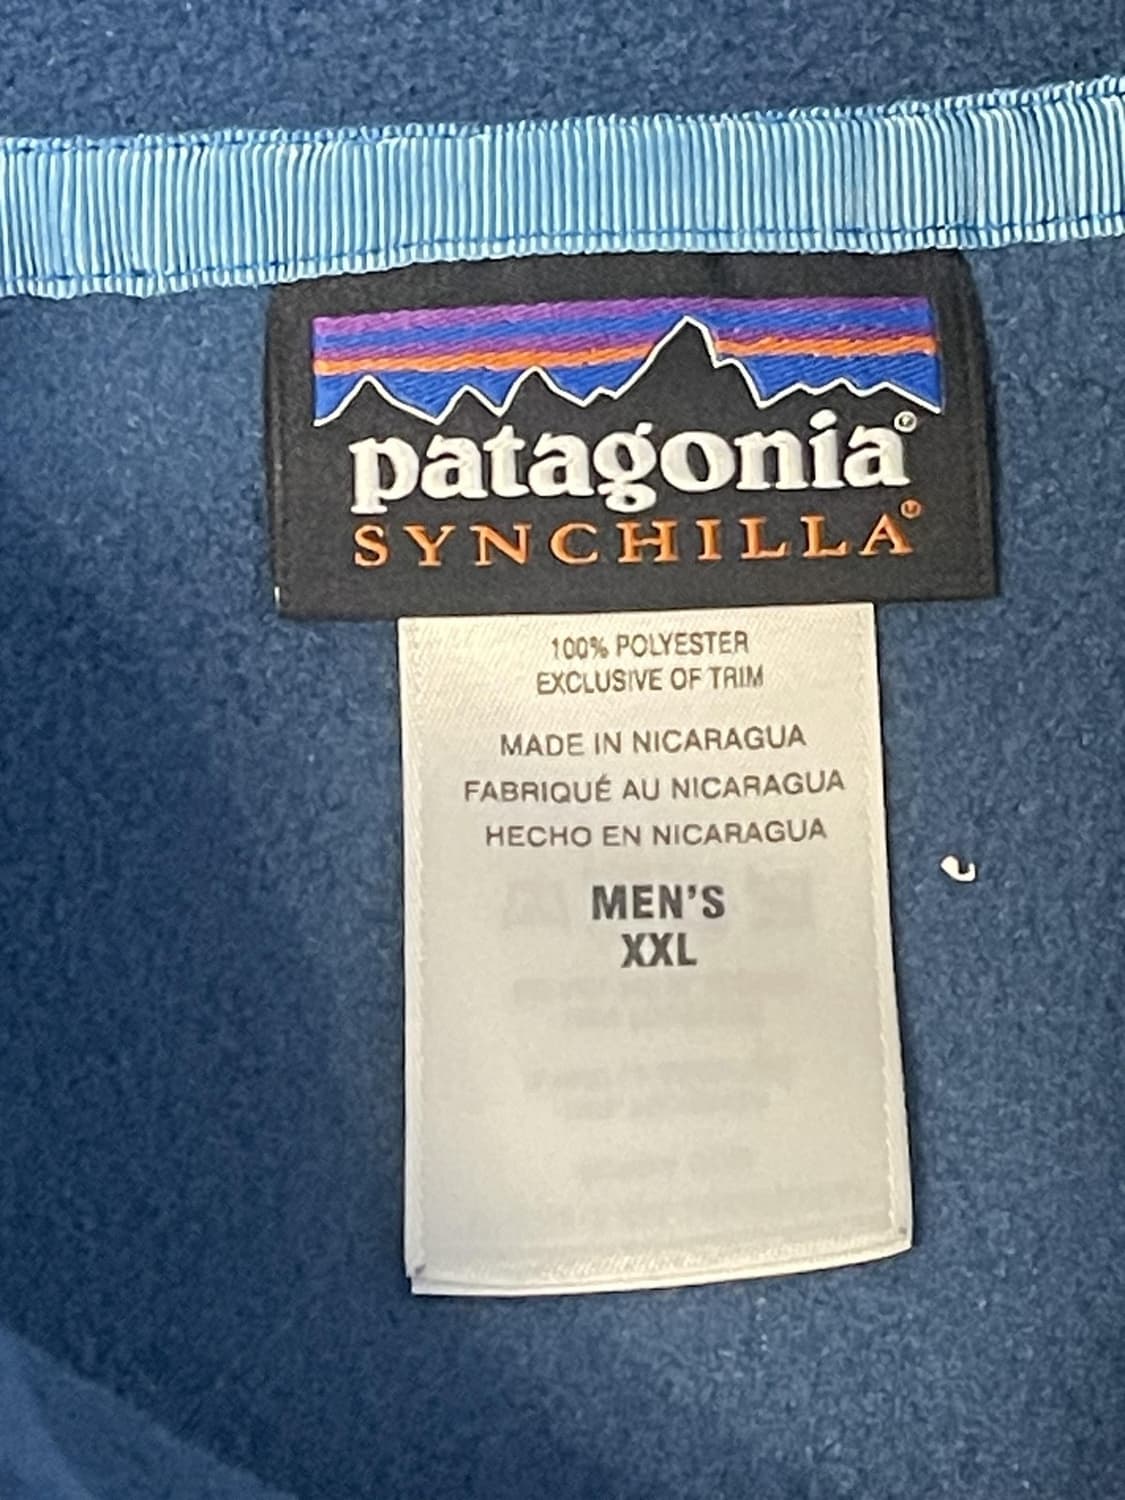 patagonia®
SYNCHILLA®
100% POLYESTER
EXCLUSIVE OF TRIM
MADE IN NICARAGUA
FABRIQUÉ AU NICARAGUA
HECHO EN NICARAGUA
MEN'S
XXL